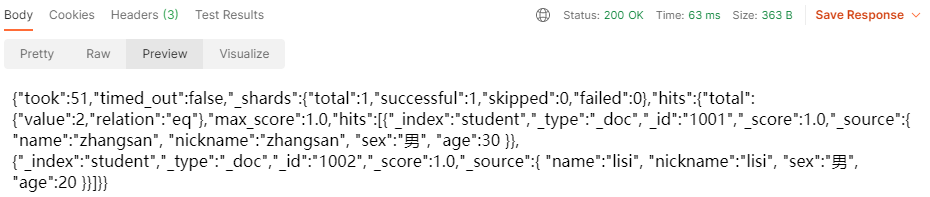 Body Cookies Headers (3) Test Results Status: 200 OK Time: 63 ms Size: 363 B Save Response
Pretty Raw Preview Visualize
{"took":51,"timed_out":false,"_shards":{"total":1,"successful":1,"skipped":0,"failed":0},"hits":{"total":
{"value":2,"relation":"eq"},"max_score":1.0,"hits":[{"_index":"student","_type":"_doc","_id":"1001","_score":1.0,"_source":{
"name":"zhangsan", "nickname":"zhangsan", "sex":"男", "age":30 }},
{"_index":"student","_type":"_doc","_id":"1002","_score":1.0,"_source":{ "name":"lisi", "nickname":"lisi", "sex":"男",
"age":20 }}]}}